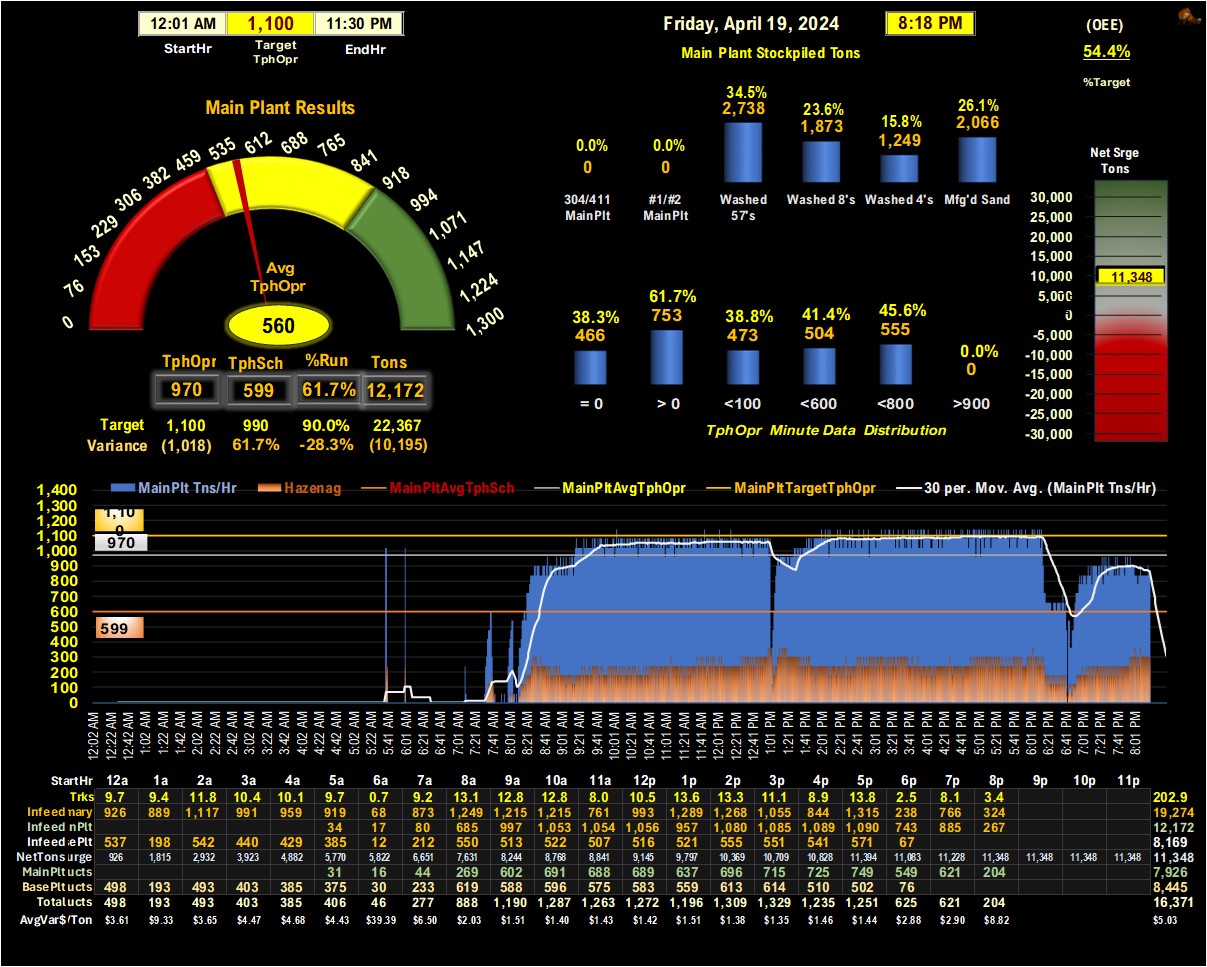 12:01 AM 1,100 11:30 PM
StartHr Target TphOpr EndHr
Friday, April 19, 2024 8:18 PM
Main Plant Stockpiled Tons
(OEE)
54.4%
%Target
Main Plant Results
0 76 153 229 306 382 459 535 612 688 765 841 918 994 1,071 1,147 1,224 1,300
Avg
TphOpr
560
TphOpr TphSch %Run Tons
970 599 61.7% 12,172
Target 1,100 990 90.0% 22,367
Variance (1,018) 61.7% -28.3% (10,195)
0.0% 0.0% 34.5% 23.6% 15.8% 26.1%
0 0 2,738 1,873 1,249 2,066
304/411 MainPlt #1/#2 MainPlt Washed 57's Washed 8's Washed 4's Mfg'd Sand
38.3% 61.7% 38.8% 41.4% 45.6% 0.0%
466 753 473 504 555 0
= 0 > 0 <100 <600 <800 >900
TphOpr Minute Data Distribution
Net Srge
Tons
30,000
25,000
20,000
15,000
10,000
5,000
0
-5,000
-10,000
-15,000
-20,000
-25,000
-30,000
11,348
MainPlt Tns/Hr Hazenag MainPltAvgTphSch MainPltAvgTphOpr MainPltTargetTphOpr 30 per. Mov. Avg. (MainPlt Tns/Hr)
1,400
1,300
1,200
1,100
1,000
900
800
700
600
500
400
300
200
100
0
1,10
0
970
599
12:02 AM 12:22 AM 12:42 AM 1:02 AM 1:22 AM 1:42 AM 2:02 AM 2:22 AM 2:42 AM 3:02 AM 3:22 AM 3:42 AM 4:02 AM 4:22 AM 4:42 AM 5:02 AM 5:22 AM 5:41 AM 6:01 AM 6:21 AM 6:41 AM 7:01 AM 7:21 AM 7:41 AM 8:01 AM 8:21 AM 8:41 AM 9:01 AM 9:21 AM 9:41 AM 10:01 AM 10:21 AM 10:41 AM 11:01 AM 11:21 AM 11:41 AM 12:01 PM 12:21 PM 12:41 PM 1:01 PM 1:21 PM 1:41 PM 2:01 PM 2:21 PM 2:41 PM 3:01 PM 3:21 PM 3:41 PM 4:01 PM 4:21 PM 4:41 PM 5:01 PM 5:21 PM 5:41 PM 6:01 PM 6:21 PM 6:41 PM 7:01 PM 7:21 PM 7:41 PM 8:01 PM
StartHr 12a 1a 2a 3a 4a 5a 6a 7a 8a 9a 10a 11a 12p 1p 2p 3p 4p 5p 6p 7p 8p 9p 10p 11p
Trks 9.7 9.4 11.8 10.4 10.1 9.7 0.7 9.2 13.1 12.8 12.8 8.0 10.5 13.6 13.3 11.1 8.9 13.8 2.5 8.1 3.4 202.9
Infeed mary 926 889 1,117 991 959 919 68 873 1,249 1,215 1,215 761 993 1,289 1,268 1,055 844 1,315 238 766 324 19,274
Infeed nPlt 34 17 80 685 997 1,053 1,054 1,056 957 1,080 1,085 1,089 1,090 743 885 267 12,172
Infeed ePlt 537 198 542 440 429 385 12 212 550 513 522 507 516 521 555 551 541 571 67 8,169
NetTons urge 926 1,815 2,932 3,923 4,882 5,770 5,822 6,651 7,631 8,244 8,768 8,841 9,145 9,797 10,369 10,709 10,828 11,394 11,083 11,228 11,348 11,348 11,348 11,348 11,348
MainPlt ucts 31 16 44 269 602 691 688 689 637 696 715 725 749 549 621 204 7,926
BasePlt ucts 498 193 493 403 385 375 30 233 619 588 596 575 583 559 613 614 510 502 76 8,445
Total ucts 498 193 493 403 385 406 46 277 888 1,190 1,287 1,263 1,272 1,196 1,309 1,329 1,235 1,251 625 621 204 16,371
AvgVar$/Ton $3.61 $9.33 $3.65 $4.47 $4.68 $4.43 $39.39 $6.50 $2.03 $1.51 $1.40 $1.43 $1.42 $1.51 $1.38 $1.35 $1.46 $1.44 $2.88 $2.90 $8.82 $5.03